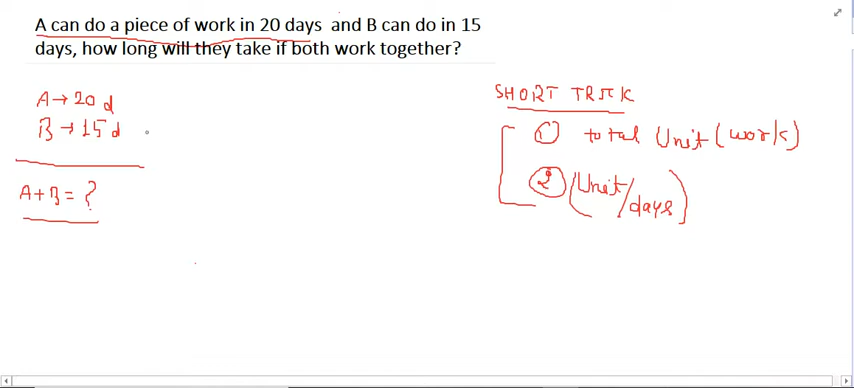 A can do a piece of work in 20 days and B can do in 15
days, how long will they take if both work together?
A → 20 d
B → 15 d
A + B = ?
SHORT TRICK
① total Unit (work)
② (Unit/days)